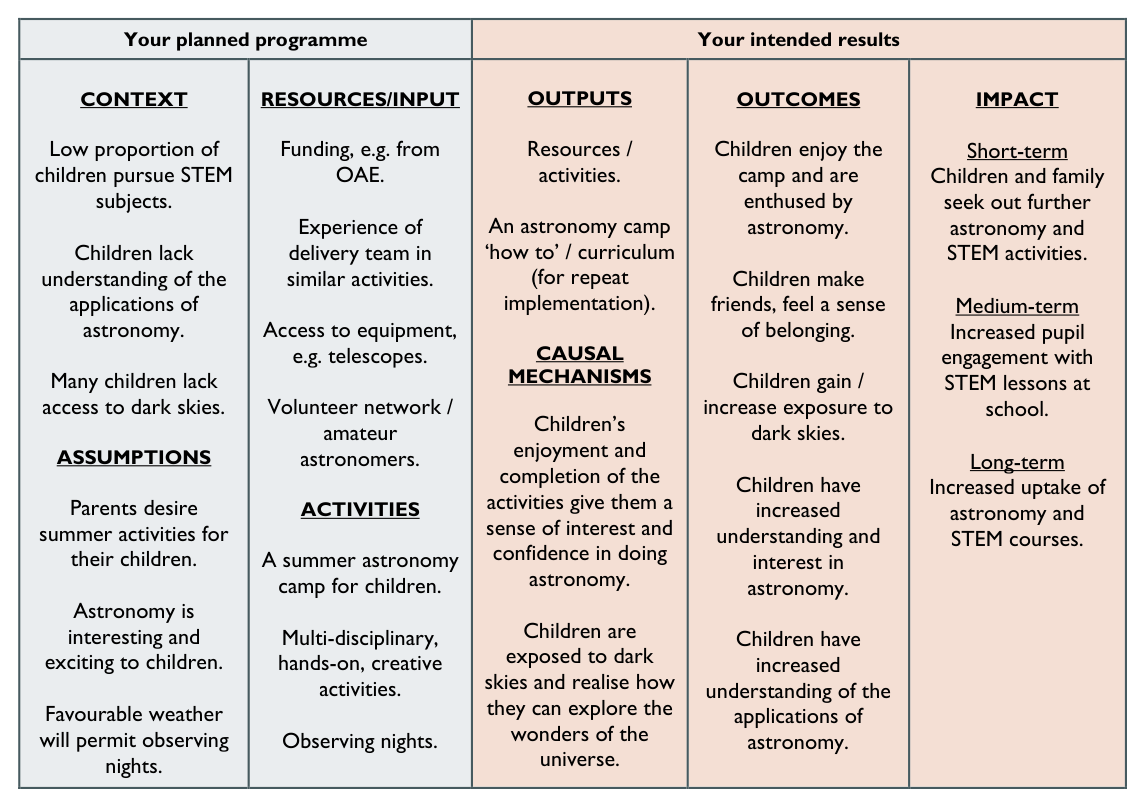 Your planned programme
Your intended results
CONTEXT
Low proportion of
children pursue STEM
subjects.
Children lack
understanding of the
applications of
astronomy.
Many children lack
access to dark skies.
ASSUMPTIONS
Parents desire
summer activities for
their children.
Astronomy is
interesting and
exciting to children.
Favourable weather
will permit observing
nights.
RESOURCES/INPUT
Funding, e.g. from
OAE.
Experience of
delivery team in
similar activities.
Access to equipment,
e.g. telescopes.
Volunteer network /
amateur
astronomers.
ACTIVITIES
A summer astronomy
camp for children.
Multi-disciplinary,
hands-on, creative
activities.
Observing nights.
OUTPUTS
Resources /
activities.
An astronomy camp
‘how to’ / curriculum
(for repeat
implementation).
CAUSAL
MECHANISMS
Children’s
enjoyment and
completion of the
activities give them a
sense of interest and
confidence in doing
astronomy.
Children are
exposed to dark
skies and realise how
they can explore the
wonders of the
universe.
OUTCOMES
Children enjoy the
camp and are
enthused by
astronomy.
Children make
friends, feel a sense
of belonging.
Children gain /
increase exposure to
dark skies.
Children have
increased
understanding and
interest in
astronomy.
Children have
increased
understanding of the
applications of
astronomy.
IMPACT
Short-term
Children and family
seek out further
astronomy and
STEM activities.
Medium-term
Increased pupil
engagement with
STEM lessons at
school.
Long-term
Increased uptake of
astronomy and
STEM courses.